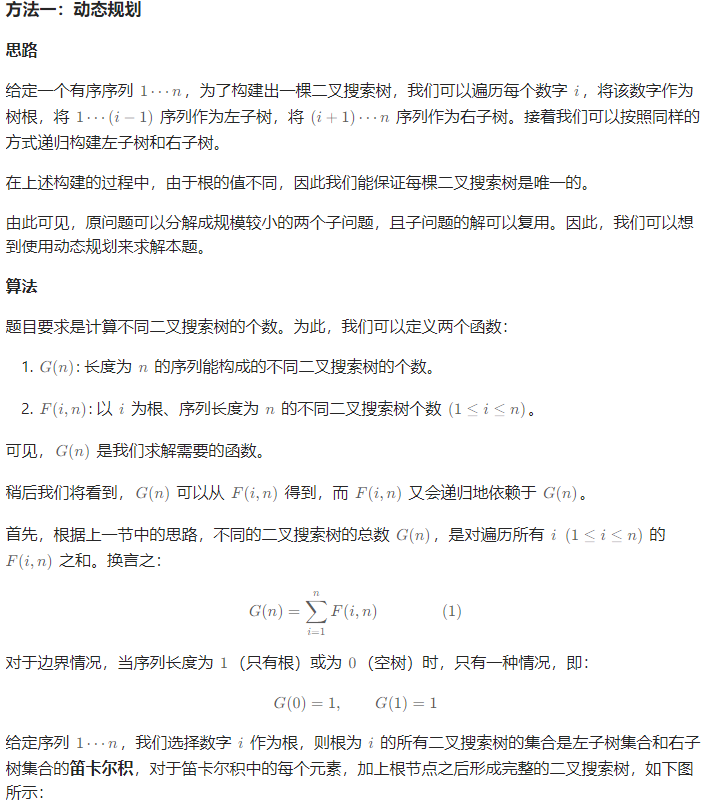 方法一：动态规划
思路
给定一个有序序列 1⋯n，为了构建出一棵二叉搜索树，我们可以遍历每个数字 i，将该数字作为
树根，将 1⋯(i−1) 序列作为左子树，将 (i+1)⋯n 序列作为右子树。接着我们可以按照同样的
方式递归构建左子树和右子树。
在上述构建的过程中，由于根的值不同，因此我们能保证每棵二叉搜索树是唯一的。
由此可见，原问题可以分解成规模较小的两个子问题，且子问题的解可以复用。因此，我们可以想
到使用动态规划来求解本题。
算法
题目要求是计算不同二叉搜索树的个数。为此，我们可以定义两个函数：
1. G(n): 长度为 n 的序列能构成的不同二叉搜索树的个数。
2. F(i,n): 以 i 为根、序列长度为 n 的不同二叉搜索树个数 (1≤i≤n)。
可见，G(n) 是我们求解需要的函数。
稍后我们将看到，G(n) 可以从 F(i,n) 得到，而 F(i,n) 又会递归地依赖于 G(n)。
首先，根据上一节中的思路，不同的二叉搜索树的总数 G(n)，是对遍历所有 i (1≤i≤n) 的
F(i,n) 之和。换言之：
G(n) = ∑_{i=1}^{n} F(i,n) (1)
对于边界情况，当序列长度为 1（只有根）或为 0（空树）时，只有一种情况，即：
G(0)=1, G(1)=1
给定序列 1⋯n，我们选择数字 i 作为根，则根为 i 的所有二叉搜索树的集合是左子树集合和右子
树集合的笛卡尔积，对于笛卡尔积中的每个元素，加上根节点之后形成完整的二叉搜索树，如下图
所示：